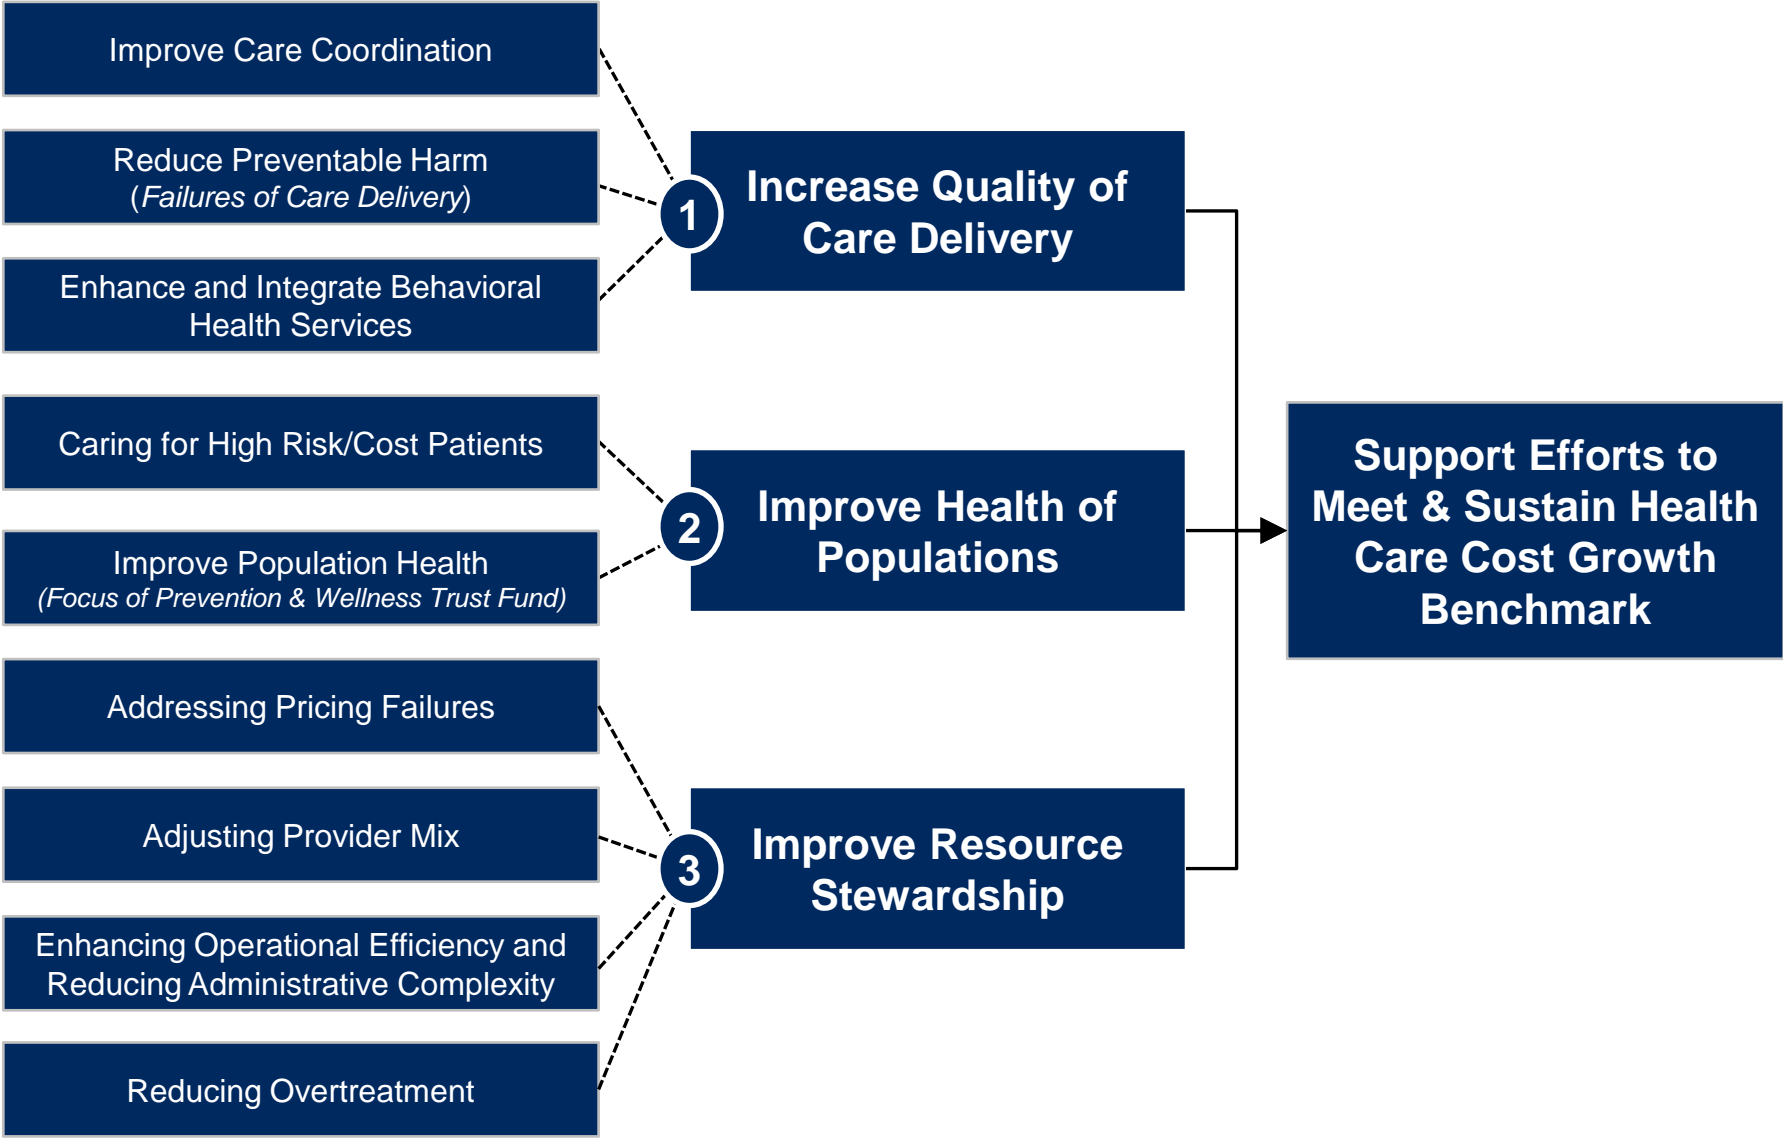 Improve Care Coordination
Reduce Preventable Harm
(Failures of Care Delivery)
Enhance and Integrate Behavioral
Health Services
1
Increase Quality of
Care Delivery
Caring for High Risk/Cost Patients
Improve Population Health
(Focus of Prevention & Wellness Trust Fund)
2
Improve Health of
Populations
Addressing Pricing Failures
Adjusting Provider Mix
Enhancing Operational Efficiency and
Reducing Administrative Complexity
Reducing Overtreatment
3
Improve Resource
Stewardship
Support Efforts to
Meet & Sustain Health
Care Cost Growth
Benchmark